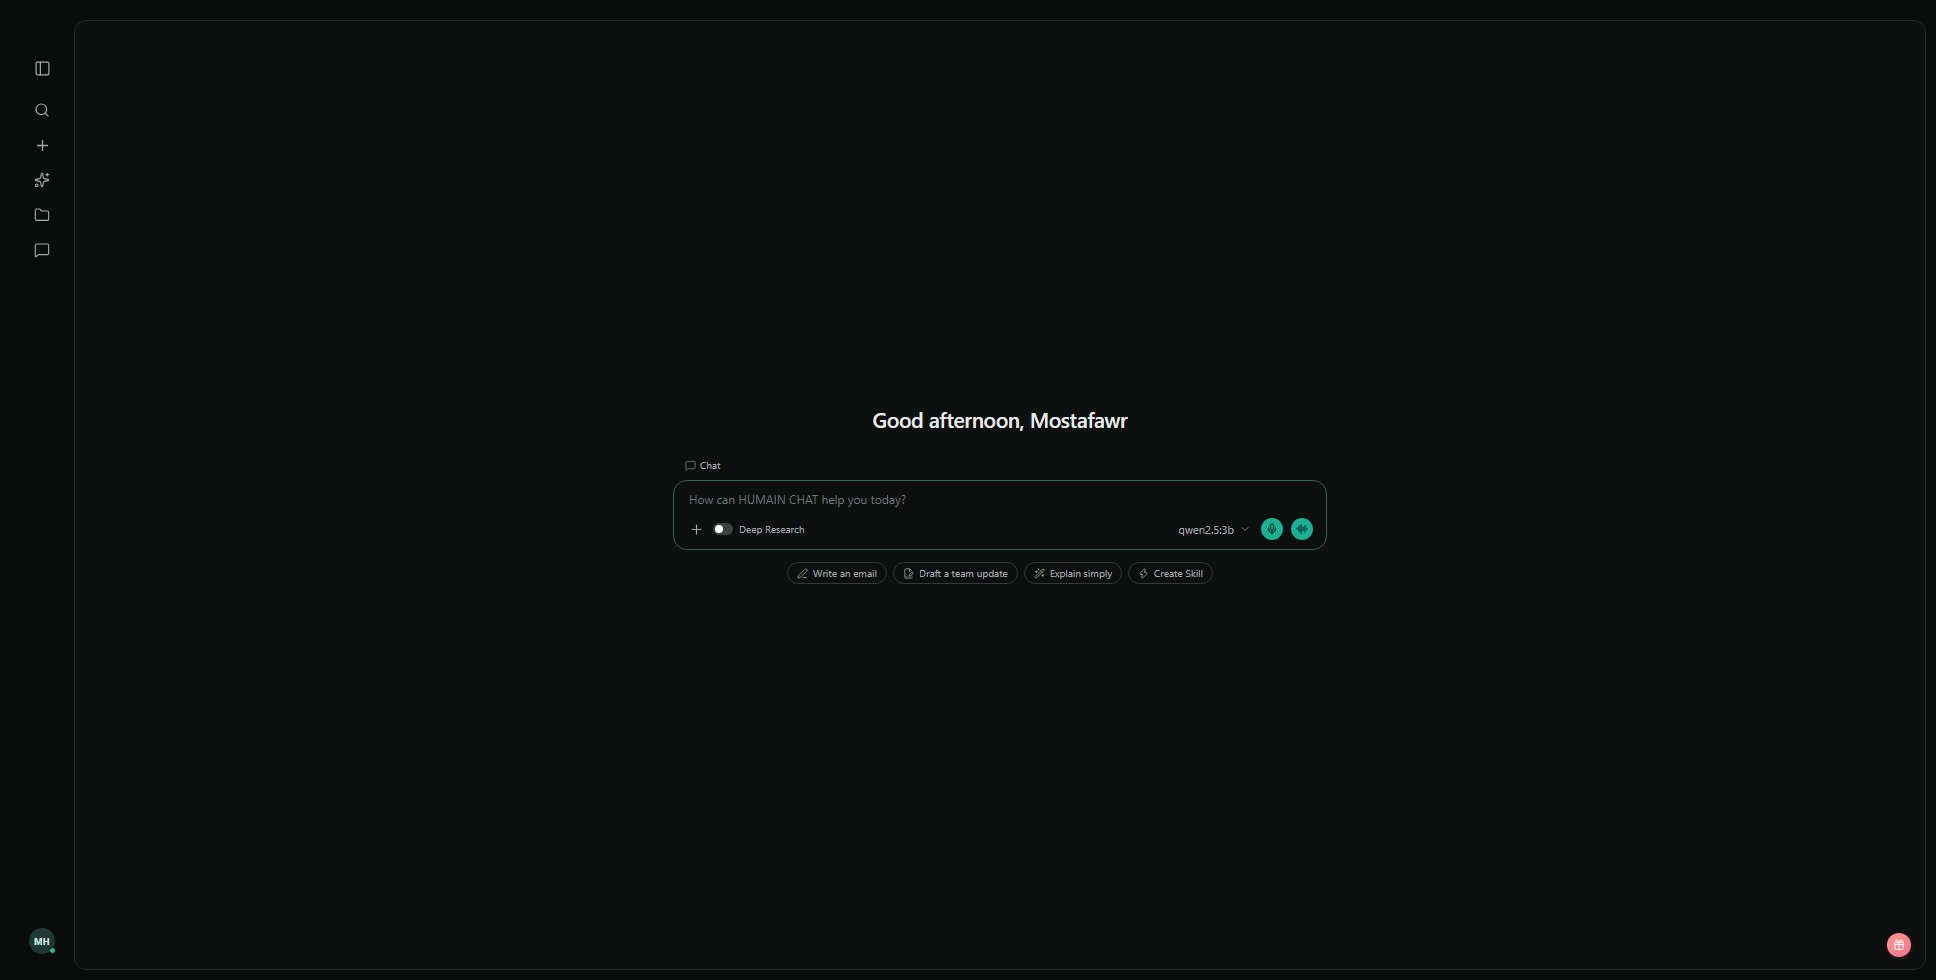 Good afternoon, Mostafawr
Chat
How can HUMAIN CHAT help you today?
Deep Research
qwen2.5:3b
Write an email
Draft a team update
Explain simply
Create Skill
MH